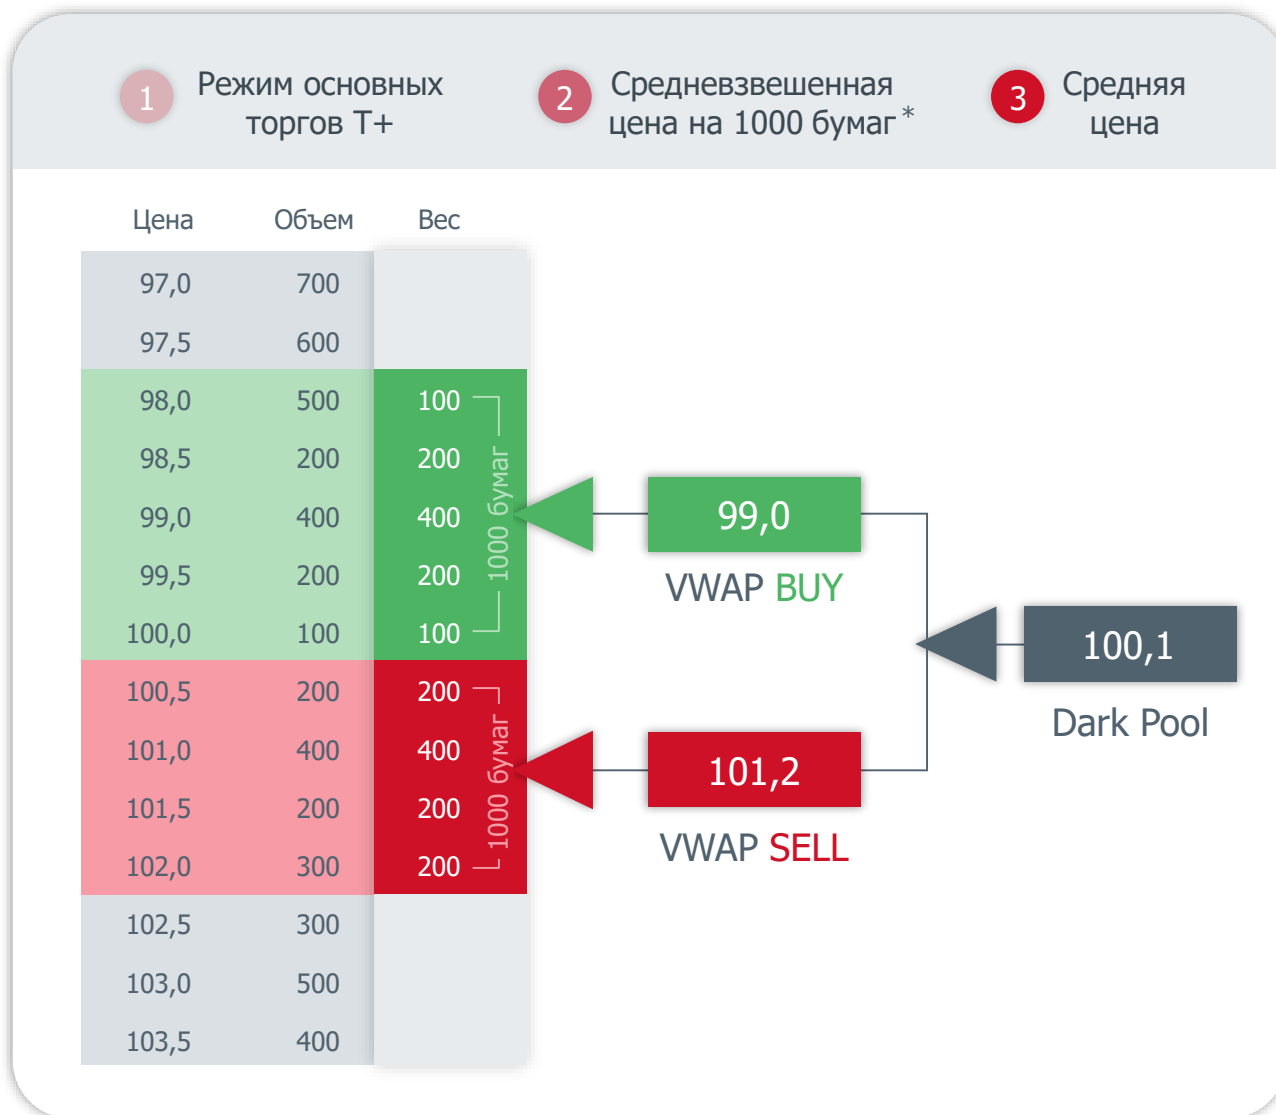 1 Режим основных
торгов Т+
2 Средневзвешенная
цена на 1000 бумаг*
3 Средняя
цена
Цена Объем Вес
97,0 700
97,5 600
98,0 500 100
98,5 200 200
99,0 400 400
99,5 200 200
100,0 100 100
1000 бумаг
100,5 200 200
101,0 400 400
101,5 200 200
102,0 300 200
1000 бумаг
102,5 300
103,0 500
103,5 400
99,0
VWAP BUY
101,2
VWAP SELL
100,1
Dark Pool